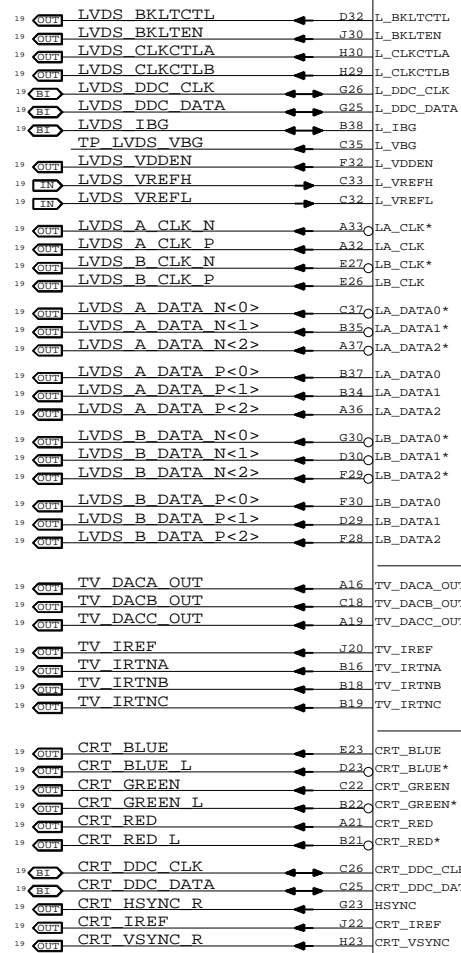 19 OUT LVDS_BKLTCTL D32 L_BKLTCTL
19 OUT LVDS_BKLTEN J30 L_BKLTEN
19 OUT LVDS_CLKCTLA H30 L_CLKCTLA
19 OUT LVDS_CLKCTLB H29 L_CLKCTLB
19 BI LVDS_DDC_CLK G26 L_DDC_CLK
19 BI LVDS_DDC_DATA G25 L_DDC_DATA
19 BI LVDS_IBG B38 L_IBG
TP_LVDS_VBG C35 L_VBG
19 OUT LVDS_VDDEN F32 L_VDDEN
19 IN LVDS_VREFH C33 L_VREFH
19 IN LVDS_VREFL C32 L_VREFL
19 OUT LVDS_A_CLK_N A33 LA_CLK*
19 OUT LVDS_A_CLK_P A32 LA_CLK
19 OUT LVDS_B_CLK_N E27 LB_CLK*
19 OUT LVDS_B_CLK_P E26 LB_CLK
19 OUT LVDS_A_DATA_N<0> C37 LA_DATA0*
19 OUT LVDS_A_DATA_N<1> B35 LA_DATA1*
19 OUT LVDS_A_DATA_N<2> A37 LA_DATA2*
19 OUT LVDS_A_DATA_P<0> B37 LA_DATA0
19 OUT LVDS_A_DATA_P<1> B34 LA_DATA1
19 OUT LVDS_A_DATA_P<2> A36 LA_DATA2
19 OUT LVDS_B_DATA_N<0> G30 LB_DATA0*
19 OUT LVDS_B_DATA_N<1> D30 LB_DATA1*
19 OUT LVDS_B_DATA_N<2> F29 LB_DATA2*
19 OUT LVDS_B_DATA_P<0> F30 LB_DATA0
19 OUT LVDS_B_DATA_P<1> D29 LB_DATA1
19 OUT LVDS_B_DATA_P<2> F28 LB_DATA2
19 OUT TV_DACA_OUT A16 TV_DACA_OUT
19 OUT TV_DACB_OUT C18 TV_DACB_OUT
19 OUT TV_DACC_OUT A19 TV_DACC_OUT
19 OUT TV_IREF J20 TV_IREF
19 OUT TV_IRTNA B16 TV_IRTNA
19 OUT TV_IRTNB B18 TV_IRTNB
19 OUT TV_IRTNC B19 TV_IRTNC
19 OUT CRT_BLUE E23 CRT_BLUE
19 OUT CRT_BLUE_L D23 CRT_BLUE*
19 OUT CRT_GREEN C22 CRT_GREEN
19 OUT CRT_GREEN_L B22 CRT_GREEN*
19 OUT CRT_RED A21 CRT_RED
19 OUT CRT_RED_L B21 CRT_RED*
19 BI CRT_DDC_CLK C26 CRT_DDC_CLK
19 BI CRT_DDC_DATA C25 CRT_DDC_DAT
19 OUT CRT_HSYNC_R G23 HSYNC
19 OUT CRT_IREF J22 CRT_IREF
19 OUT CRT_VSYNC_R H23 CRT_VSYNC